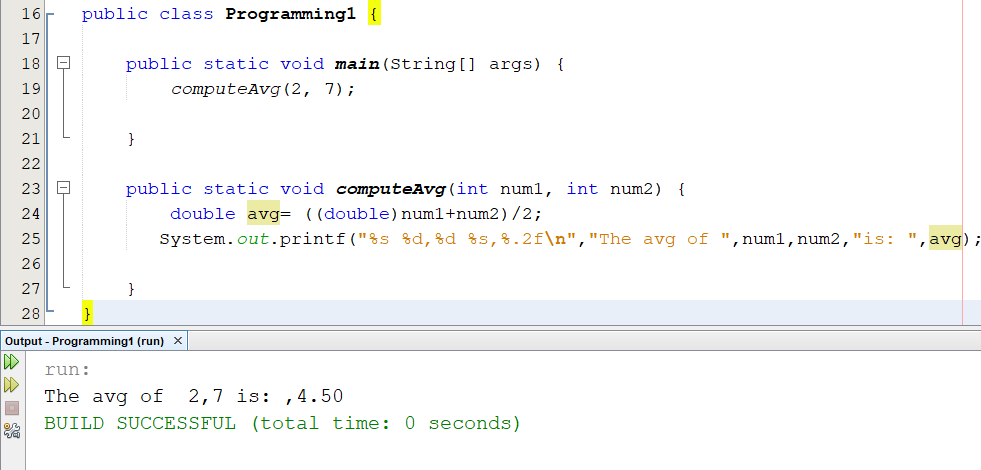 16 public class Programming1 {
17
18 public static void main(String[] args) {
19 computeAvg(2, 7);
20
21 }
22
23 public static void computeAvg(int num1, int num2) {
24 double avg= ((double)num1+num2)/2;
25 System.out.printf("%s %d,%d %s,%.2f\n","The avg of ",num1,num2,"is: ",avg);
26
27 }
28 }
Output - Programming1 (run) ×
run:
The avg of  2,7 is: ,4.50
BUILD SUCCESSFUL (total time: 0 seconds)